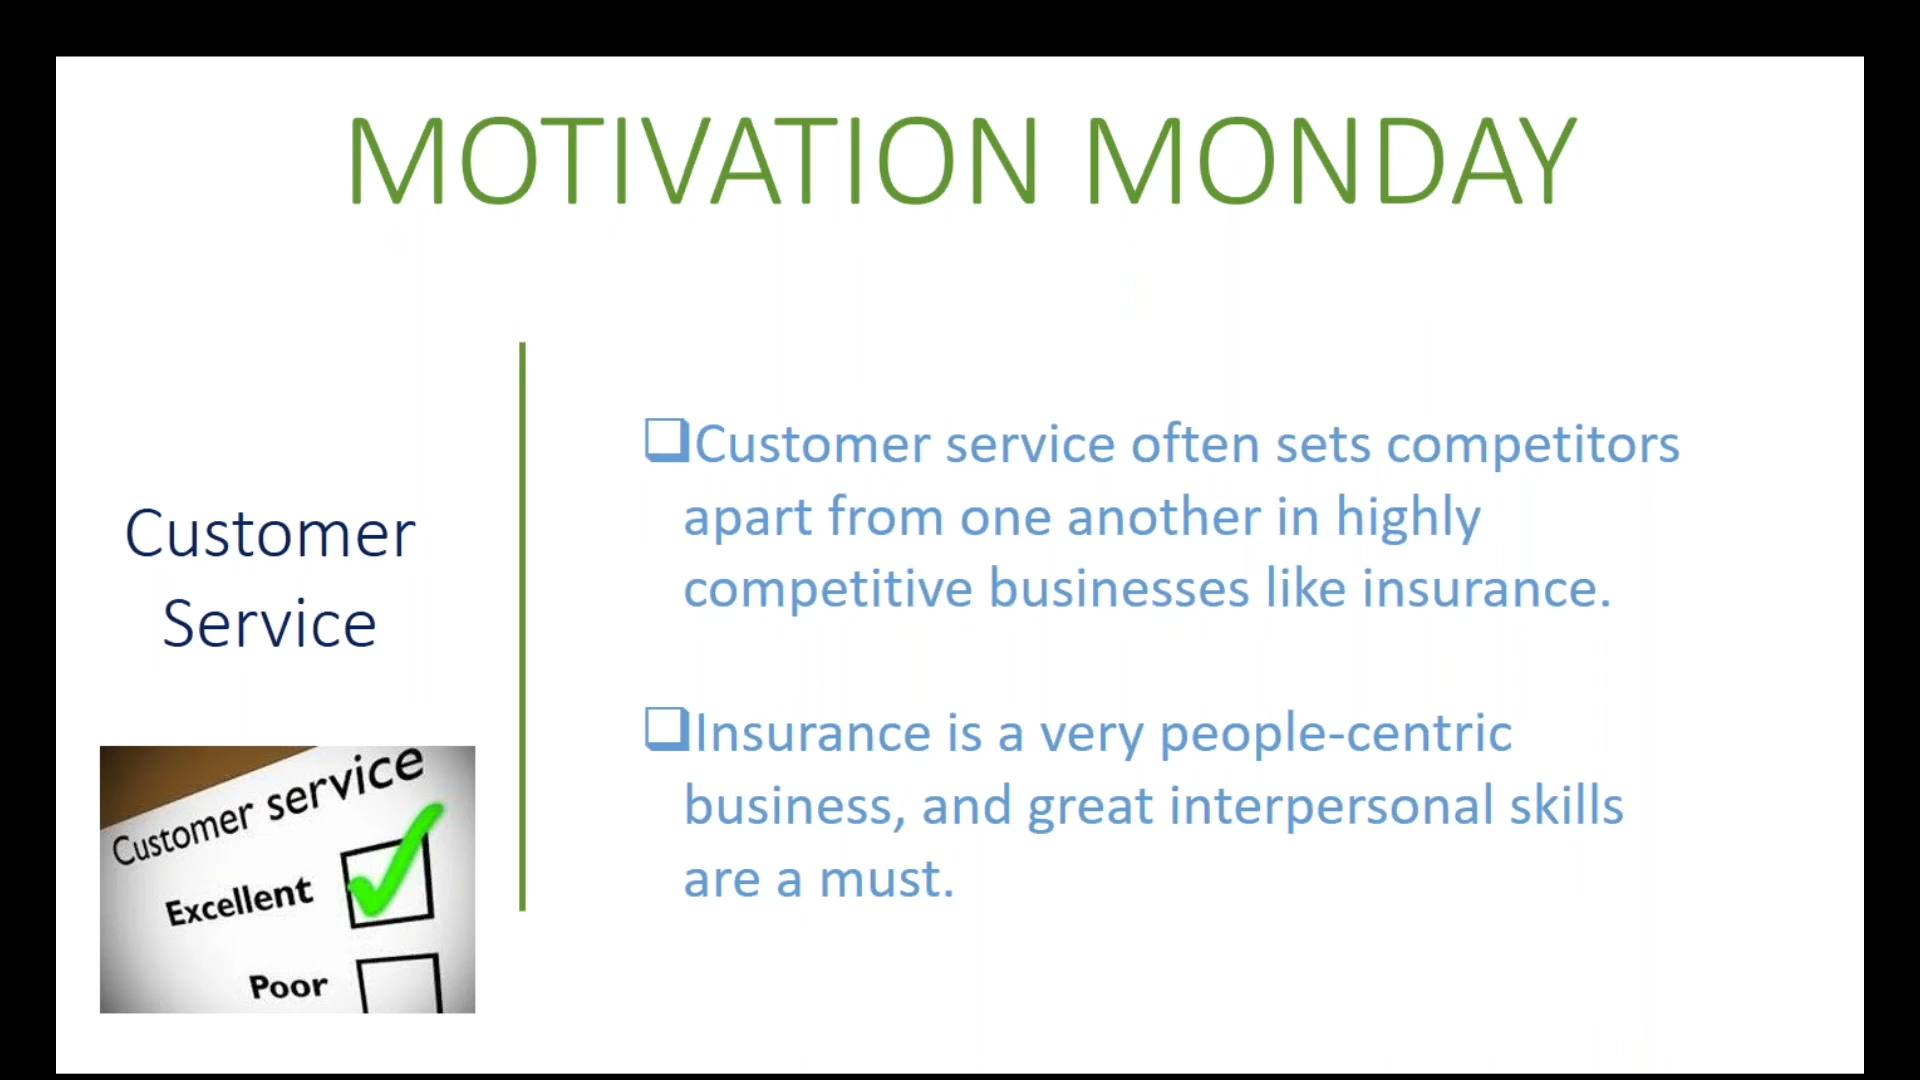 MOTIVATION MONDAY
Customer
Service
Customer service
Excellent
Poor
❑Customer service often sets competitors
apart from one another in highly
competitive businesses like insurance.
❑Insurance is a very people-centric
business, and great interpersonal skills
are a must.